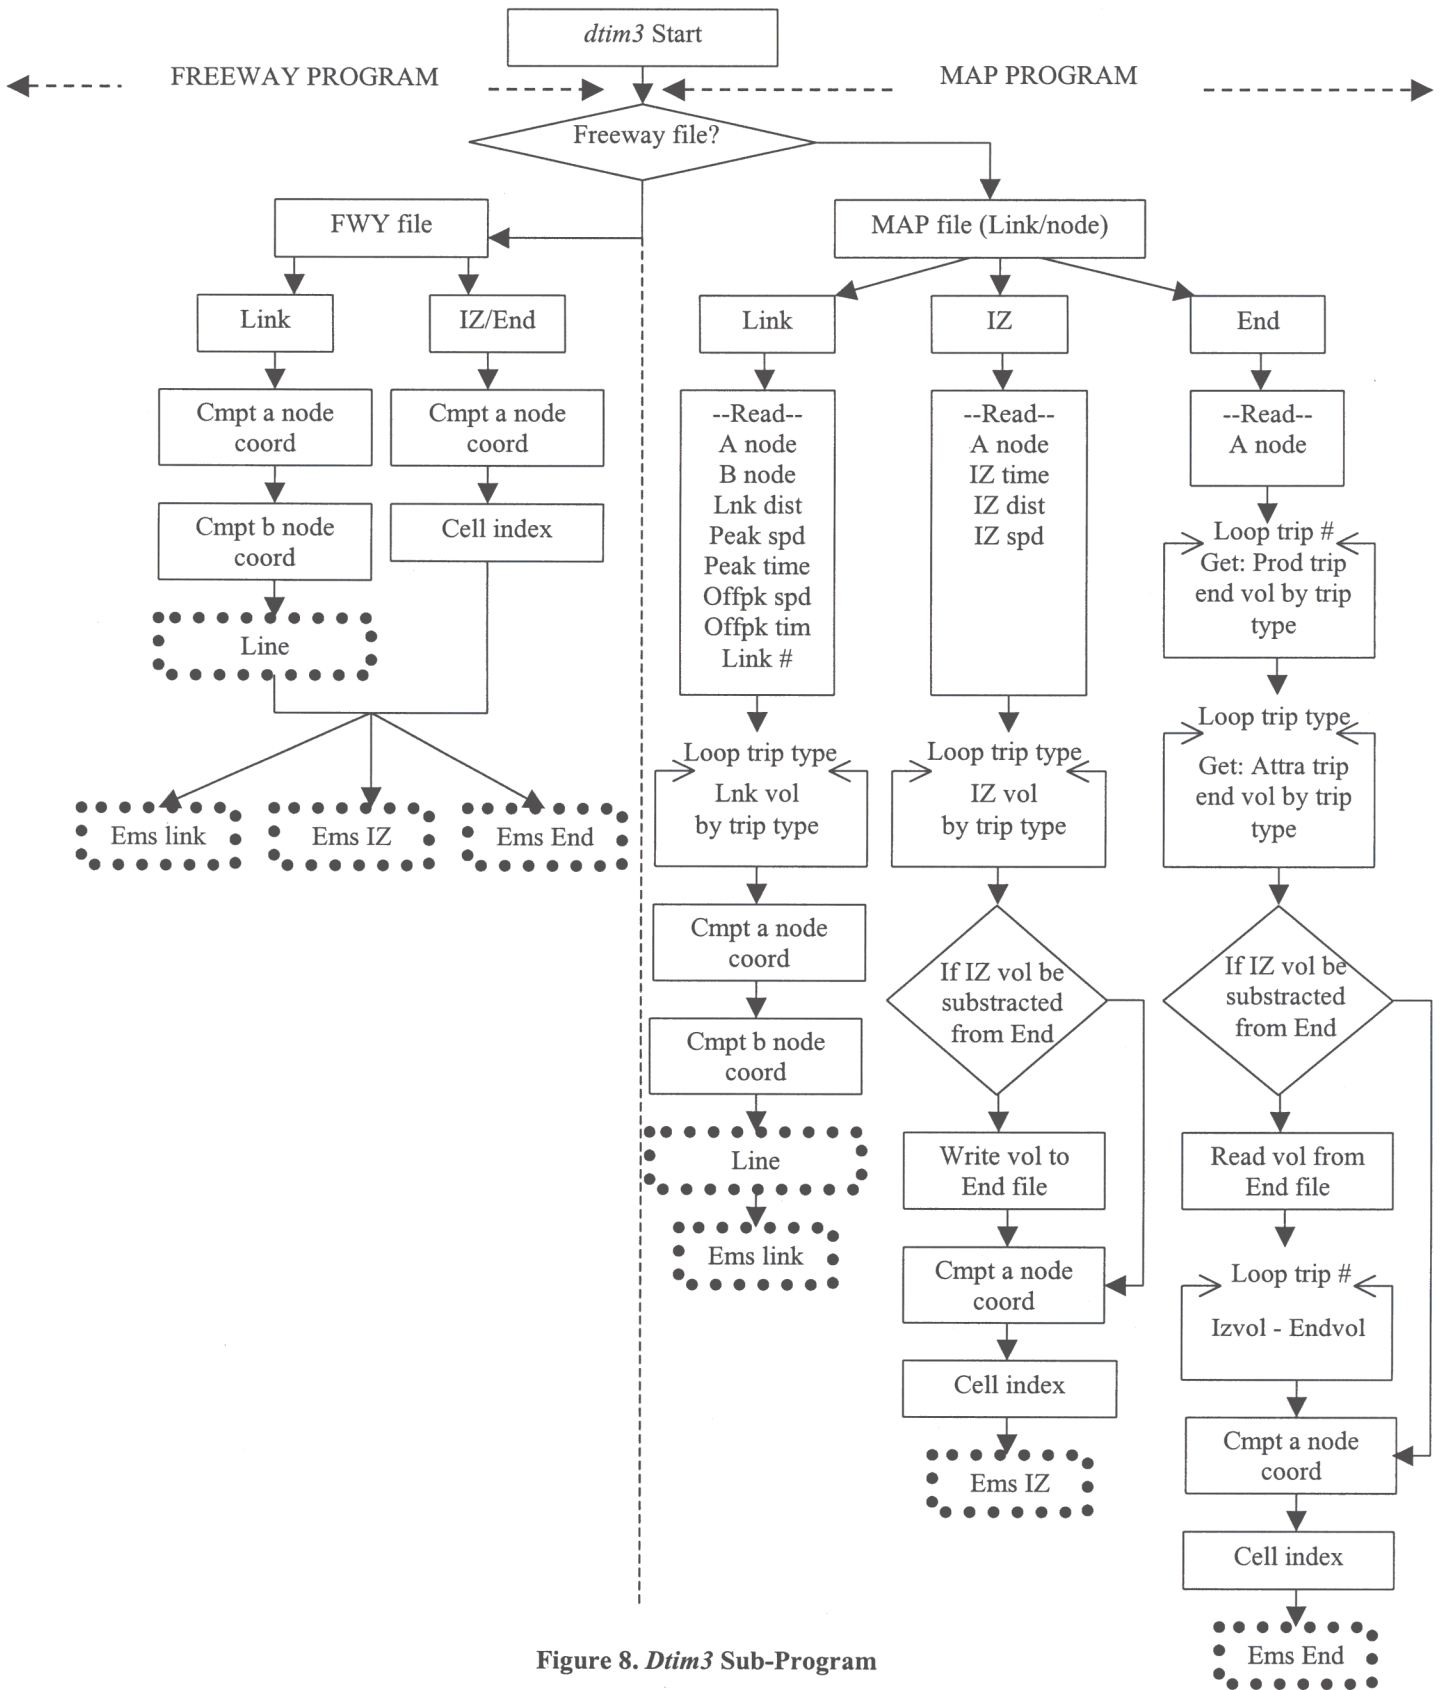 dtim3 Start
FREEWAY PROGRAM
MAP PROGRAM
Freeway file?
FWY file
MAP file (Link/node)
Link
IZ/End
Link
IZ
End
Cmpt a node
coord
Cmpt a node
coord
Cmpt b node
coord
Cell index
Line
Ems link
Ems IZ
Ems End
--Read--
A node
B node
Lnk dist
Peak spd
Peak time
Offpk spd
Offpk tim
Link #
Loop trip type
Lnk vol
by trip type
Cmpt a node
coord
Cmpt b node
coord
Line
Ems link
--Read--
A node
IZ time
IZ dist
IZ spd
Loop trip type
IZ vol
by trip type
If IZ vol be
substracted
from End
Write vol to
End file
Cmpt a node
coord
Cell index
Ems IZ
--Read--
A node
Loop trip #
Get: Prod trip
end vol by trip
type
Loop trip type
Get: Attra trip
end vol by trip
type
If IZ vol be
substracted
from End
Read vol from
End file
Loop trip #
Izvol - Endvol
Cmpt a node
coord
Cell index
Ems End
Figure 8. Dtim3 Sub-Program